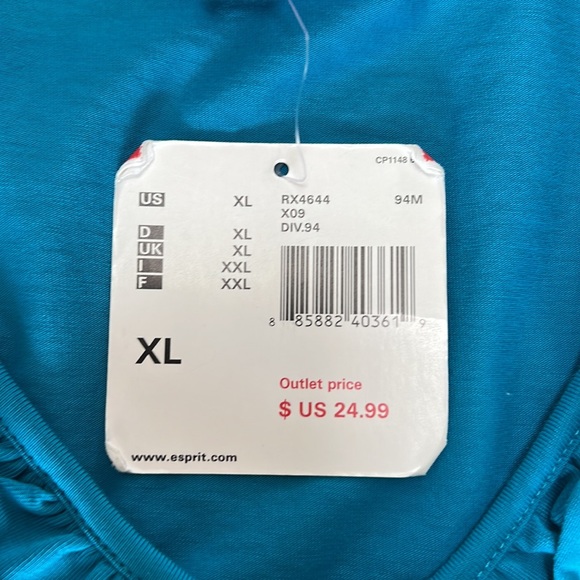 CP1148
US XL
D XL
UK XL
I XXL
F XXL
XL
www.esprit.com
RX4644 94M
X09
DIV.94
8 85882 40361 9
Outlet price
$ US 24.99